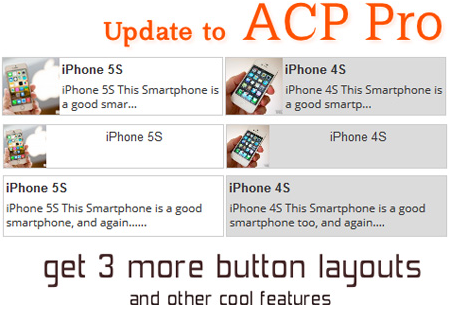 Update to ACP Pro
iPhone 5S
iPhone 5S This Smartphone is
a good smar...
iPhone 4S
iPhone 4S This Smartphone is
a good smartp...
iPhone 5S
iPhone 4S
iPhone 5S
iPhone 5S This Smartphone is a good
smartphone, and again......
iPhone 4S
iPhone 4S This Smartphone is a good
smartphone too, and again....
get 3 more button layouts
and other cool features